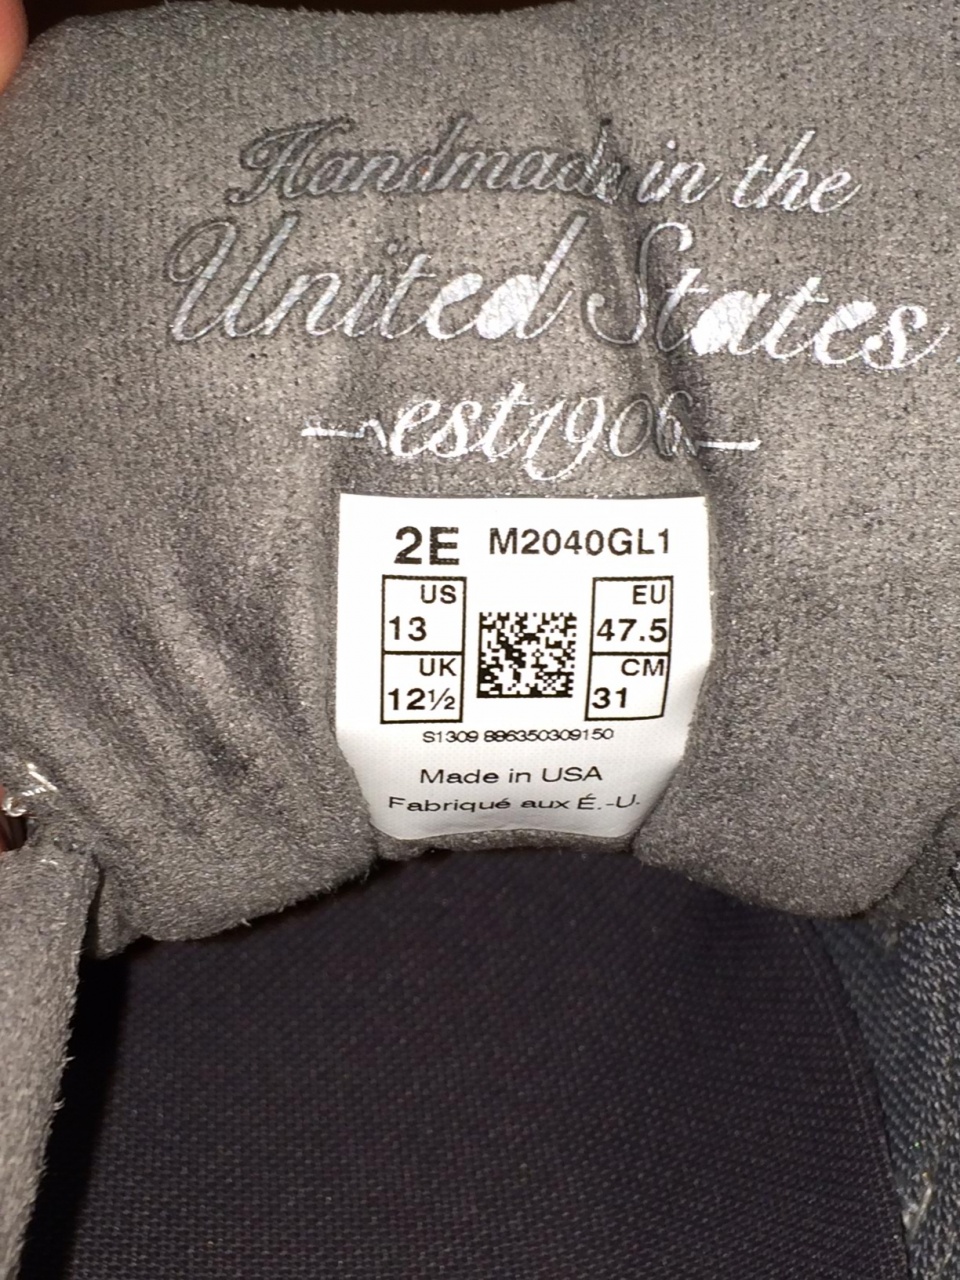 Handmade in the
United States
est 1906
2E M2040GL1
US
13
EU
47.5
UK
12½
CM
31
S1309 886350309150
Made in USA
Fabriqué aux É.-U.